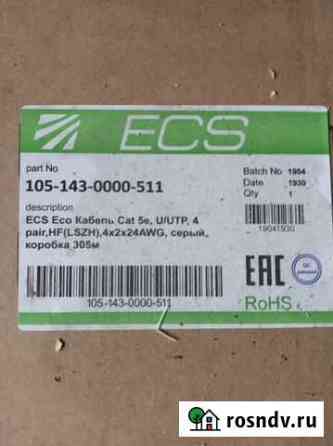 ECS
part No
105-143-0000-511
description
ECS Eco Кабель Cat 5e, U/UTP, 4
pair,HF(LSZH),4x2x24AWG, серый,
коробка 305м
Batch No 1904
Date 1930
Qty 1
105-143-0000-511
EAC
RoHS
rosndv.ru